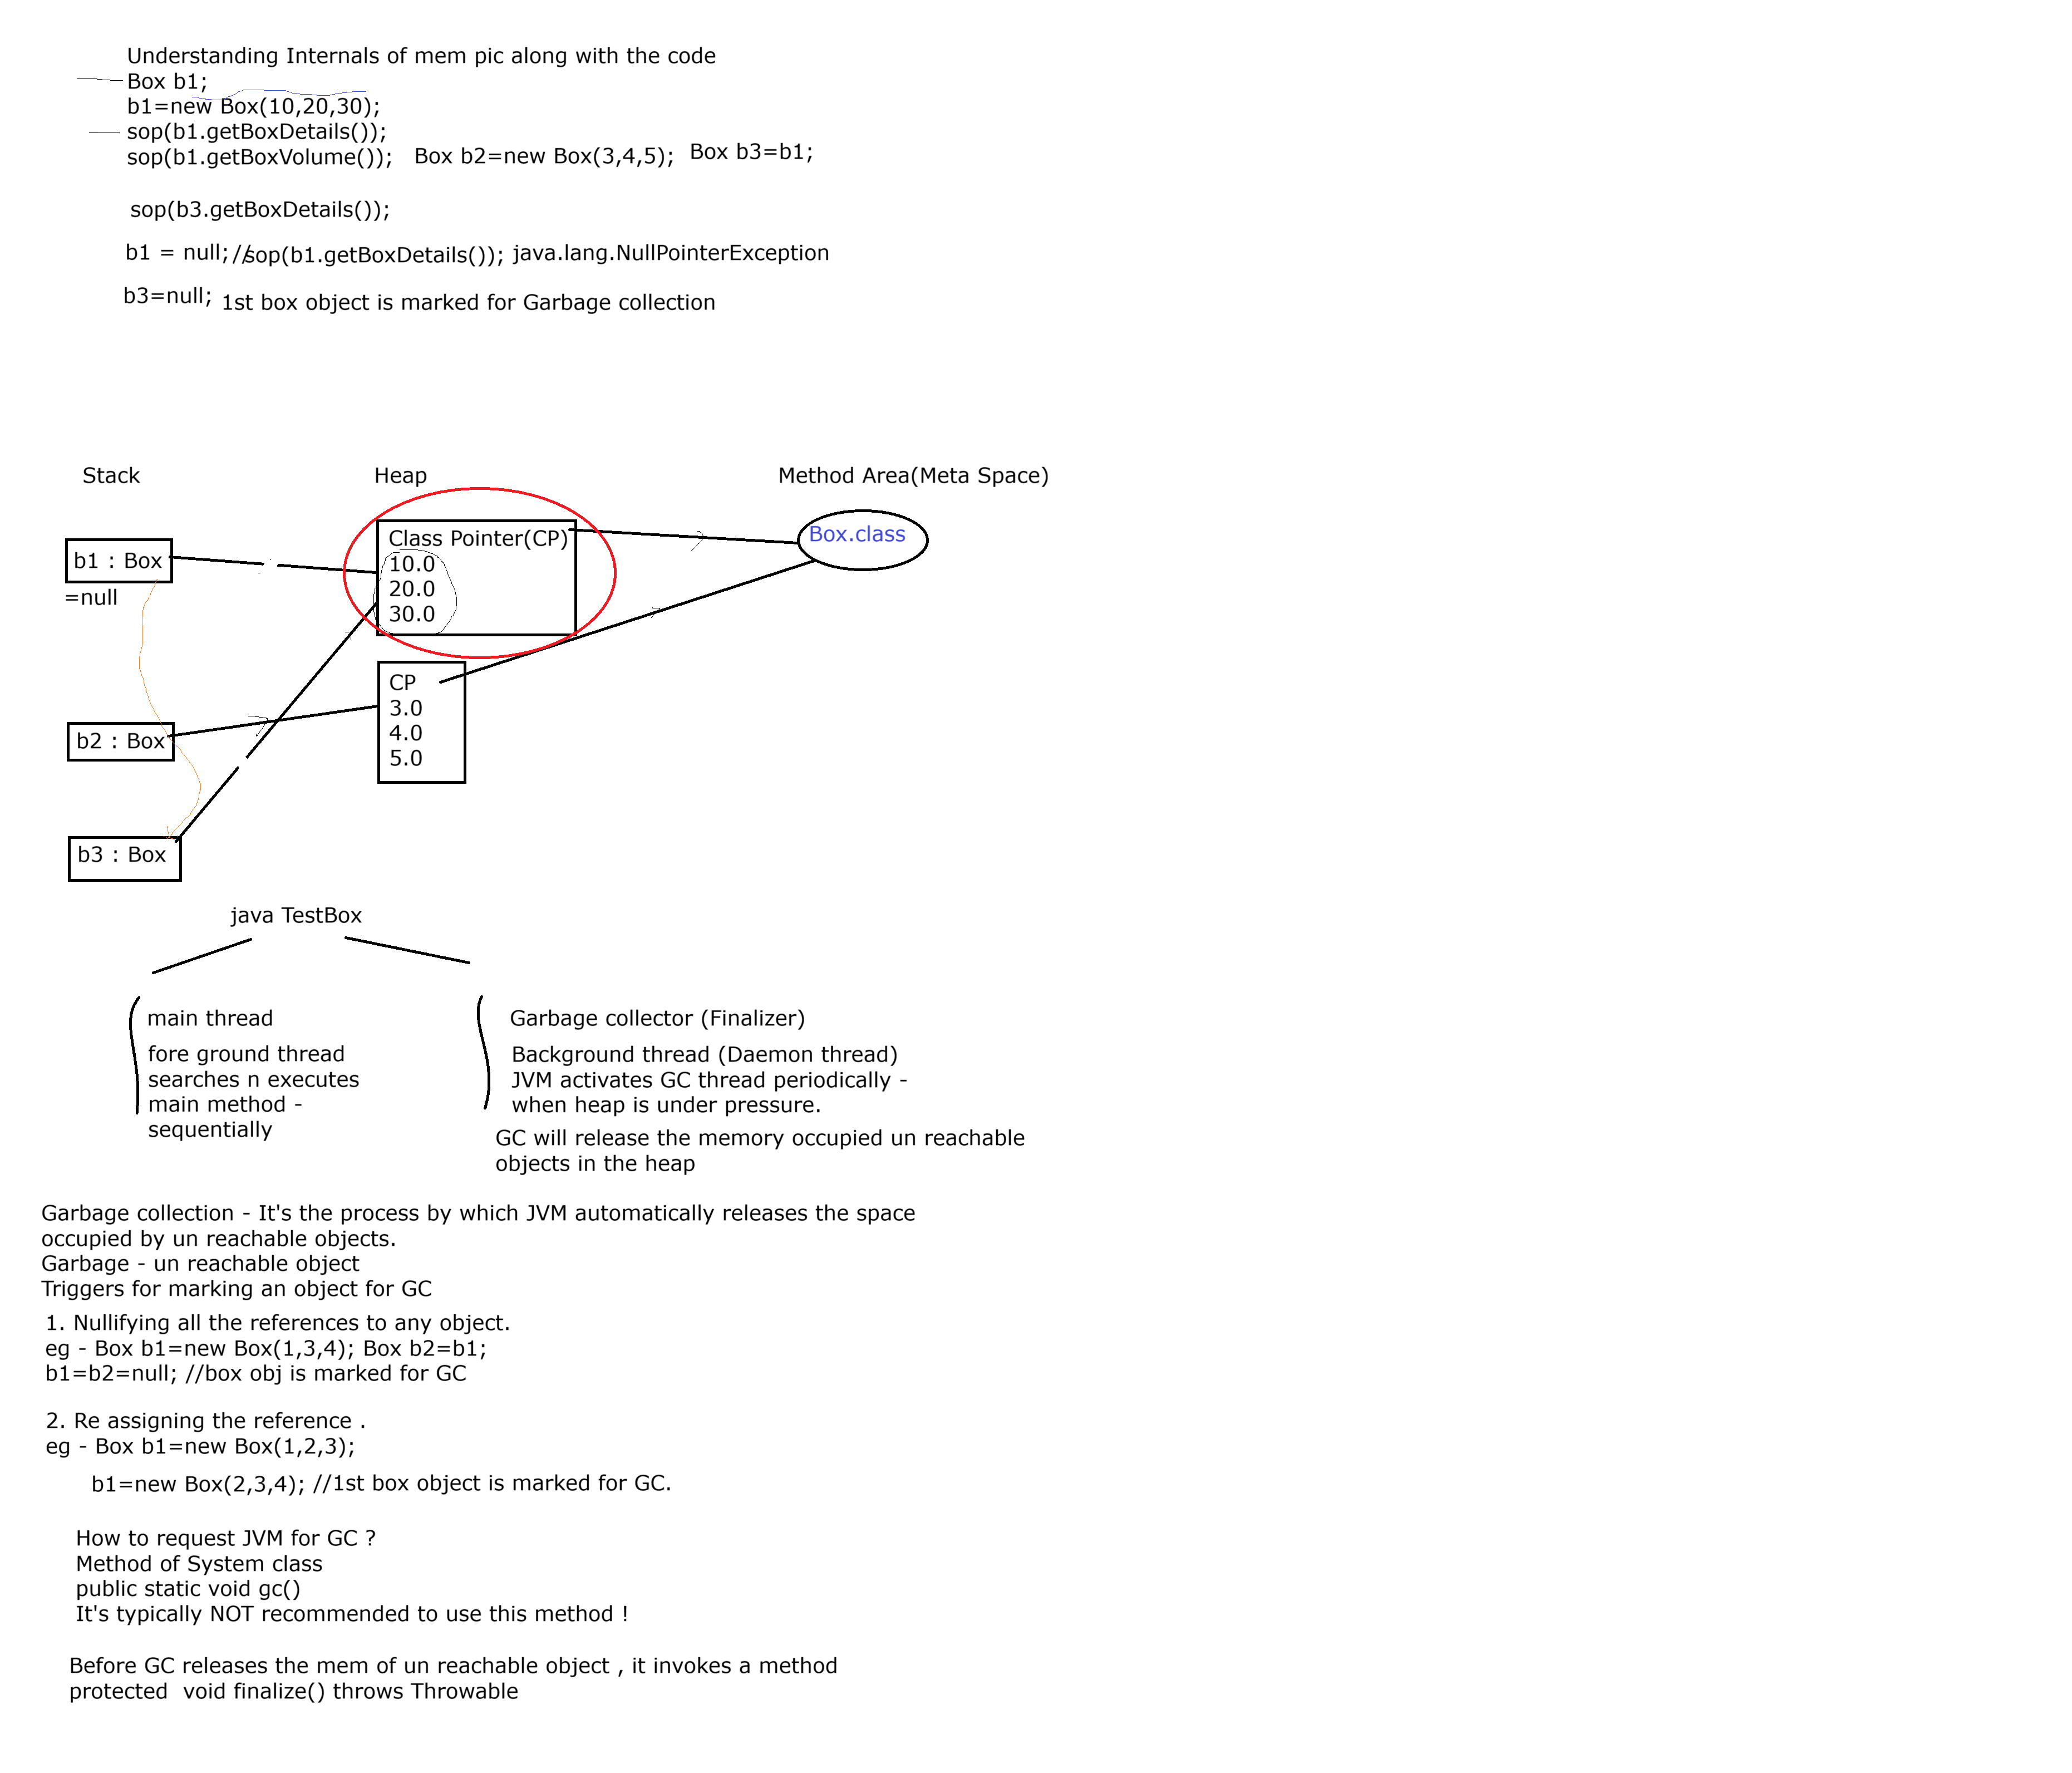 Understanding Internals of mem pic along with the code
Box b1;
b1=new Box(10,20,30);
sop(b1.getBoxDetails());
sop(b1.getBoxVolume()); Box b2=new Box(3,4,5); Box b3=b1;
sop(b3.getBoxDetails());
b1 = null;//sop(b1.getBoxDetails()); java.lang.NullPointerException
b3=null; 1st box object is marked for Garbage collection
Stack Heap Method Area(Meta Space)
b1 : Box
=null
Class Pointer(CP)
10.0
20.0
30.0
Box.class
b2 : Box
CP
3.0
4.0
5.0
b3 : Box
java TestBox
main thread
fore ground thread
searches n executes
main method -
sequentially
Garbage collector (Finalizer)
Background thread (Daemon thread)
JVM activates GC thread periodically -
when heap is under pressure.
GC will release the memory occupied un reachable
objects in the heap
Garbage collection - It's the process by which JVM automatically releases the space
occupied by un reachable objects.
Garbage - un reachable object
Triggers for marking an object for GC
1. Nullifying all the references to any object.
eg - Box b1=new Box(1,3,4); Box b2=b1;
b1=b2=null; //box obj is marked for GC
2. Re assigning the reference .
eg - Box b1=new Box(1,2,3);
b1=new Box(2,3,4); //1st box object is marked for GC.
How to request JVM for GC ?
Method of System class
public static void gc()
It's typically NOT recommended to use this method !
Before GC releases the mem of un reachable object , it invokes a method
protected  void finalize() throws Throwable